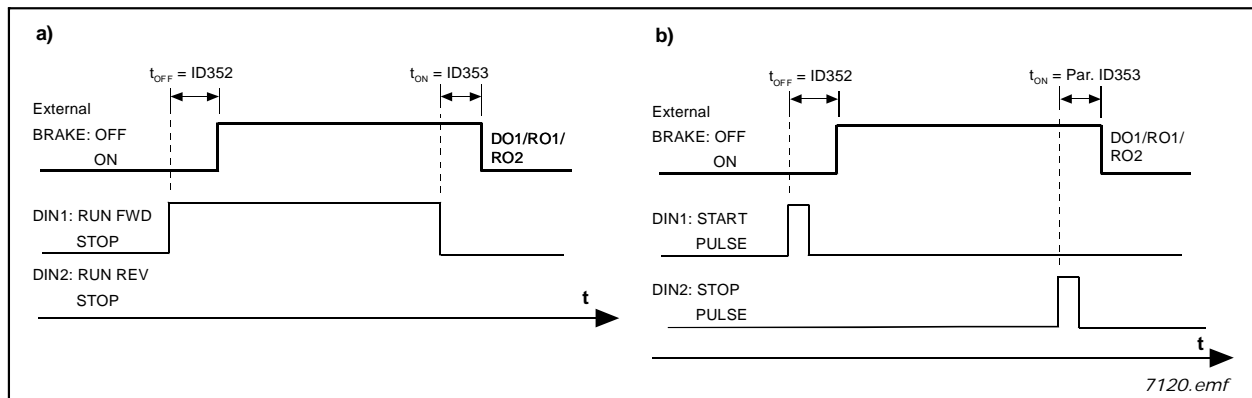 a)
tOFF = ID352
tON = ID353
External
BRAKE: OFF
ON
DO1/RO1/
RO2
DIN1: RUN FWD
STOP
DIN2: RUN REV
STOP
t
b)
tOFF = ID352
tON = Par. ID353
External
BRAKE: OFF
ON
DO1/RO1/
RO2
DIN1: START
PULSE
DIN2: STOP
PULSE
t
7120.emf